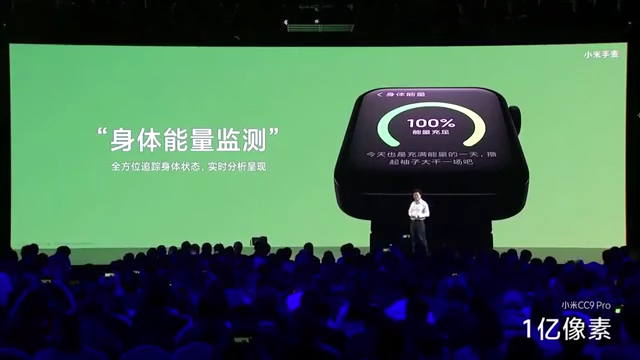 小米手表
“身体能量监测”
全方位追踪身体状态，实时分析呈现
< 身体能量
100%
能量充足
今天也是充满能量的一天，撸
起袖子大干一场吧
小米CC9 Pro
1亿像素